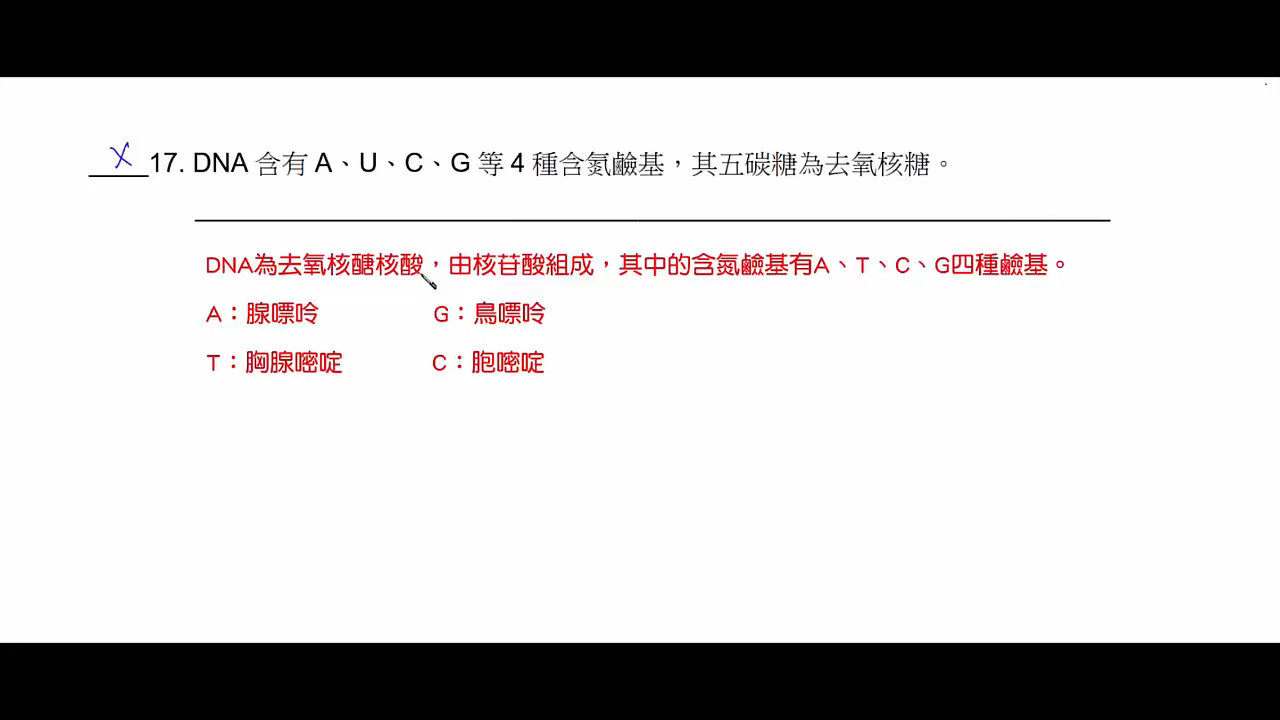 X 17. DNA 含有 A、U、C、G 等 4 種含氮鹼基，其五碳糖為去氧核糖。
DNA為去氧核醣核酸，由核苷酸組成，其中的含氮鹼基有A、T、C、G四種鹼基。
A：腺嘌呤 G：鳥嘌呤
T：胸腺嘧啶 C：胞嘧啶